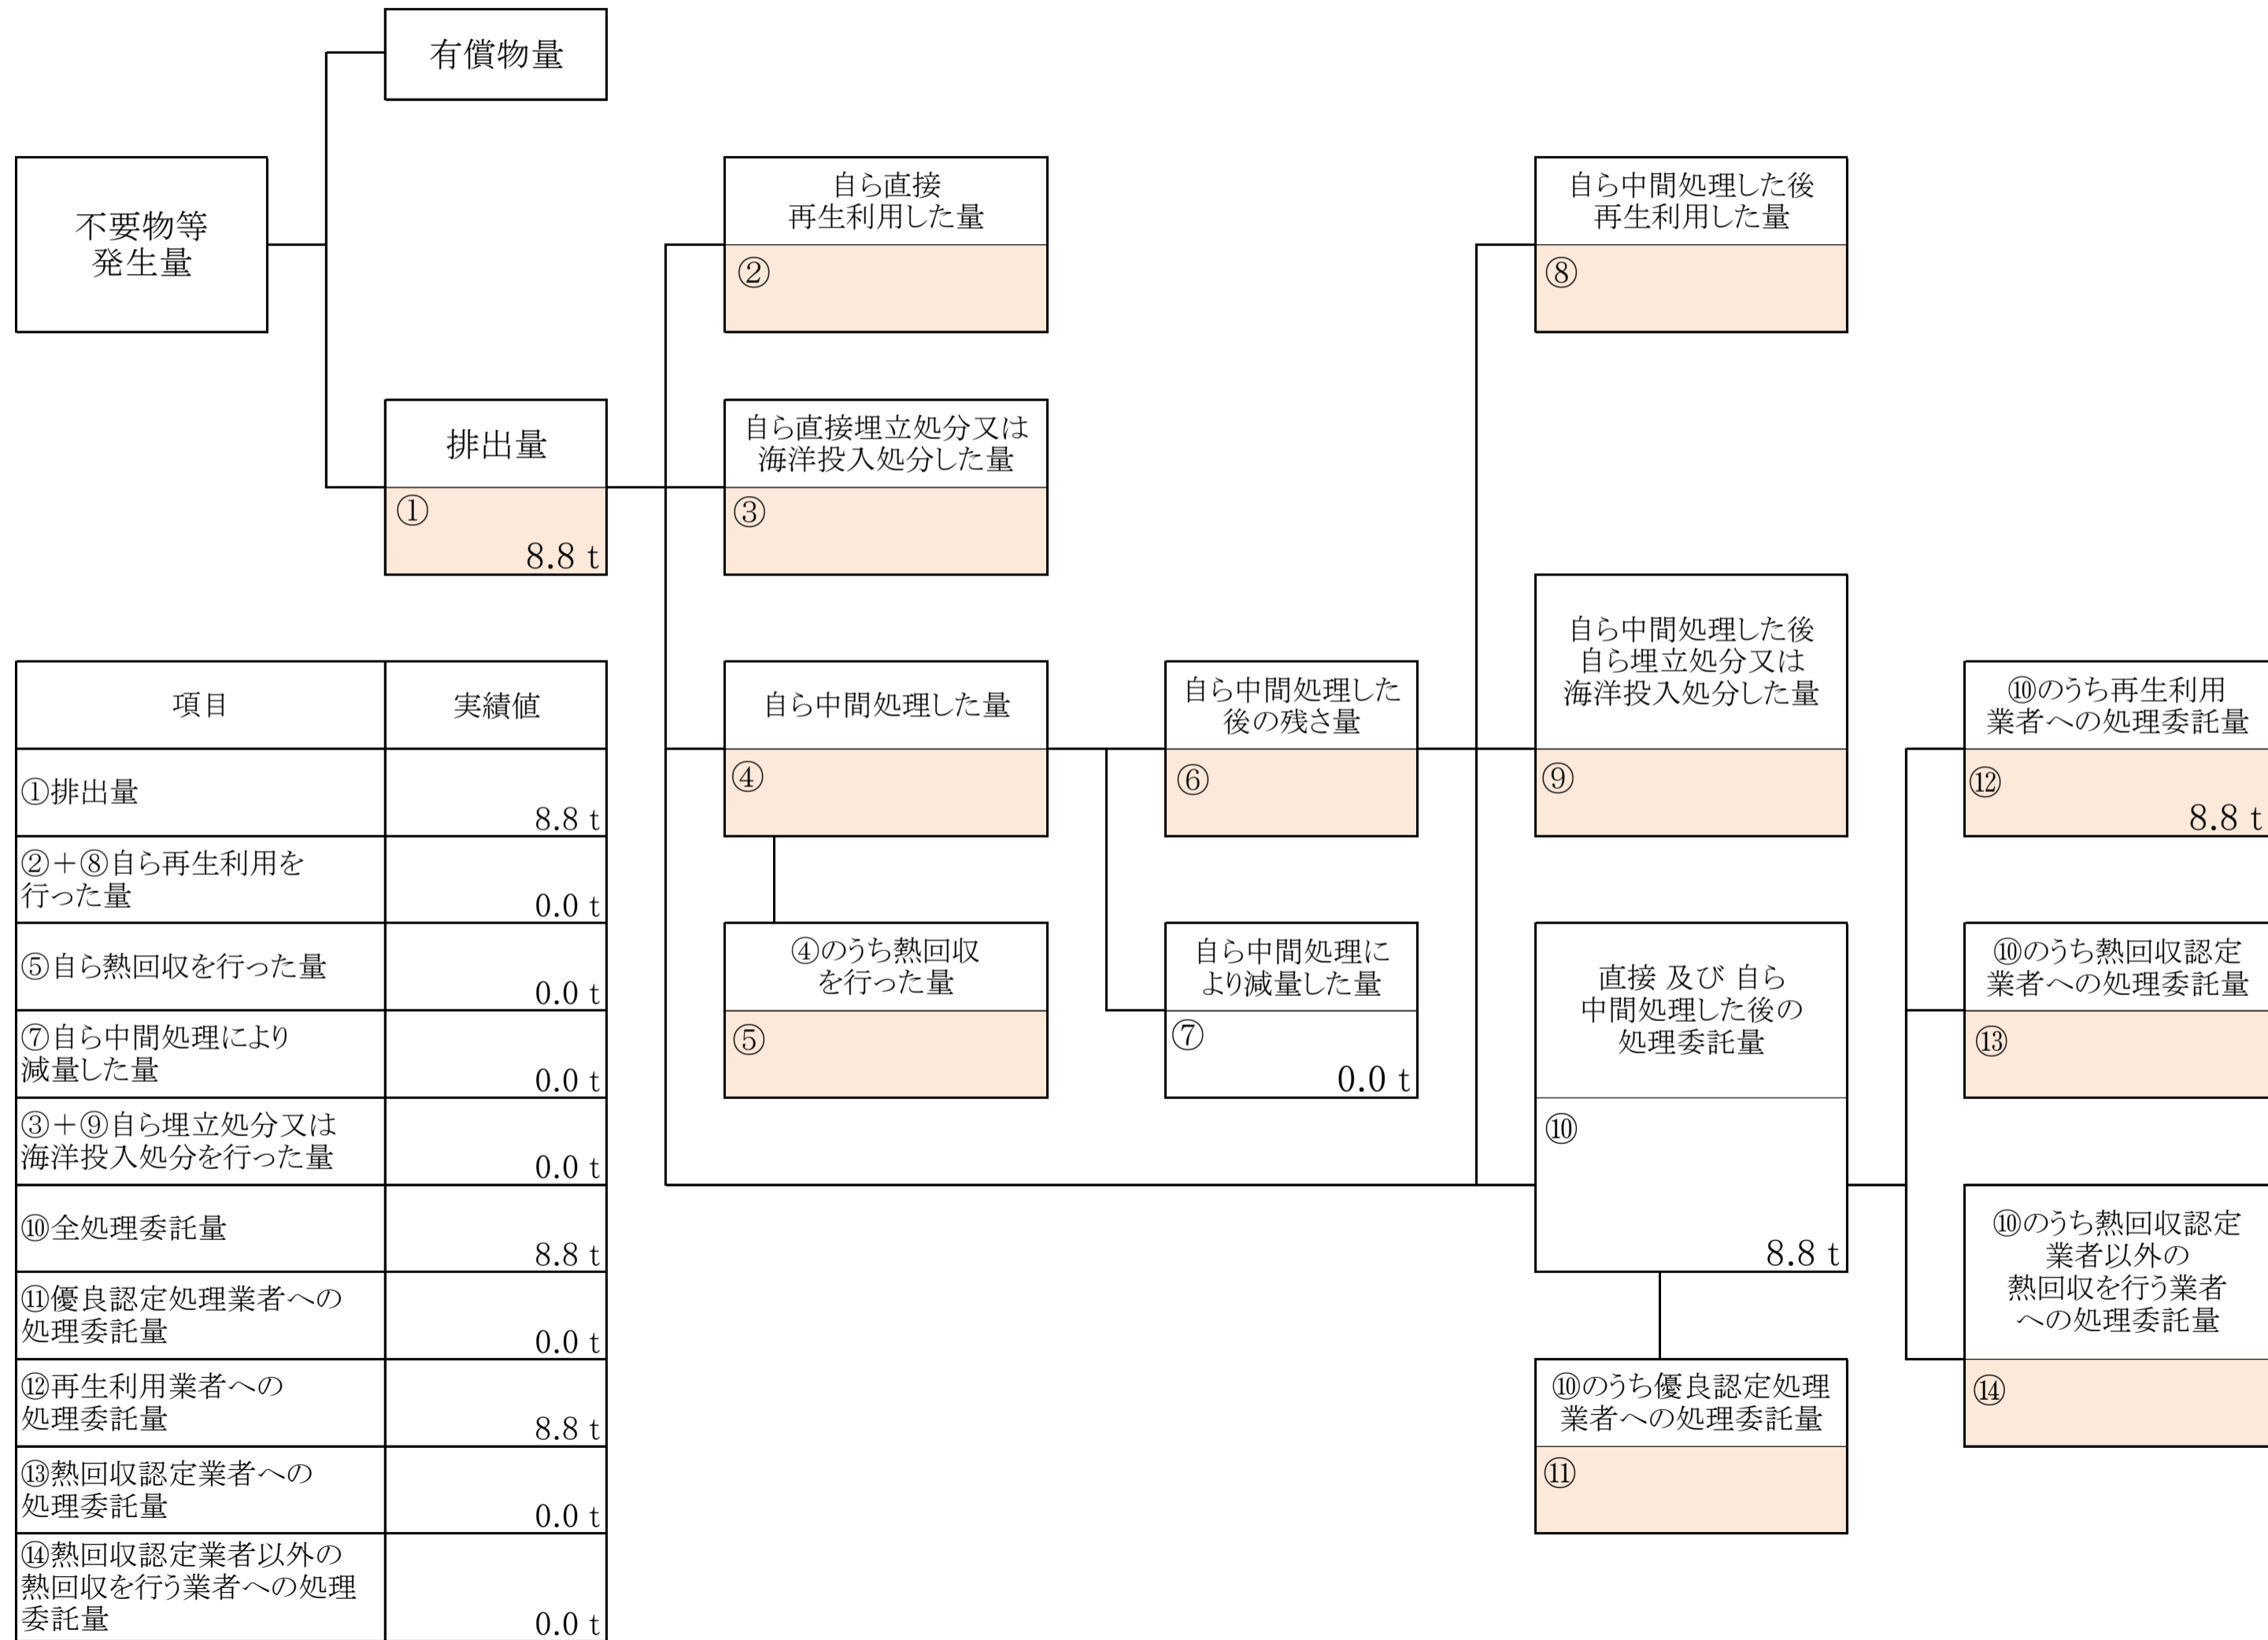 有償物量
不要物等
発生量
排出量
①
8.8 t
自ら直接
再生利用した量
②
自ら直接埋立処分又は
海洋投入処分した量
③
自ら中間処理した量
④
④のうち熱回収
を行った量
⑤
自ら中間処理した
後の残さ量
⑥
自ら中間処理に
より減量した量
⑦
0.0 t
自ら中間処理した後
再生利用した量
⑧
自ら中間処理した後
自ら埋立処分又は
海洋投入処分した量
⑨
直接 及び 自ら
中間処理した後の
処理委託量
⑩
8.8 t
⑩のうち優良認定処理
業者への処理委託量
⑪
⑩のうち再生利用
業者への処理委託量
⑫
8.8 t
⑩のうち熱回収認定
業者への処理委託量
⑬
⑩のうち熱回収認定
業者以外の
熱回収を行う業者
への処理委託量
⑭
項目 実績値
①排出量
8.8 t
②＋⑧自ら再生利用を
行った量
0.0 t
⑤自ら熱回収を行った量
0.0 t
⑦自ら中間処理により
減量した量
0.0 t
③＋⑨自ら埋立処分又は
海洋投入処分を行った量
0.0 t
⑩全処理委託量
8.8 t
⑪優良認定処理業者への
処理委託量
0.0 t
⑫再生利用業者への
処理委託量
8.8 t
⑬熱回収認定業者への
処理委託量
0.0 t
⑭熱回収認定業者以外の
熱回収を行う業者への処理
委託量
0.0 t